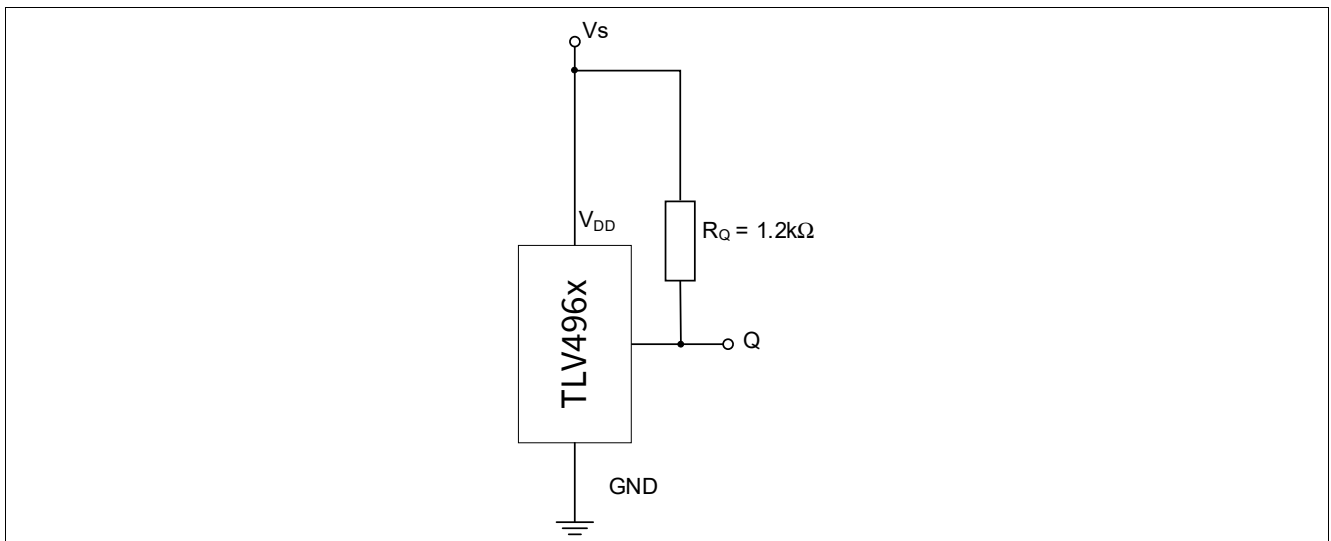 Vs
VDD
RQ = 1.2kΩ
TLV496x
Q
GND